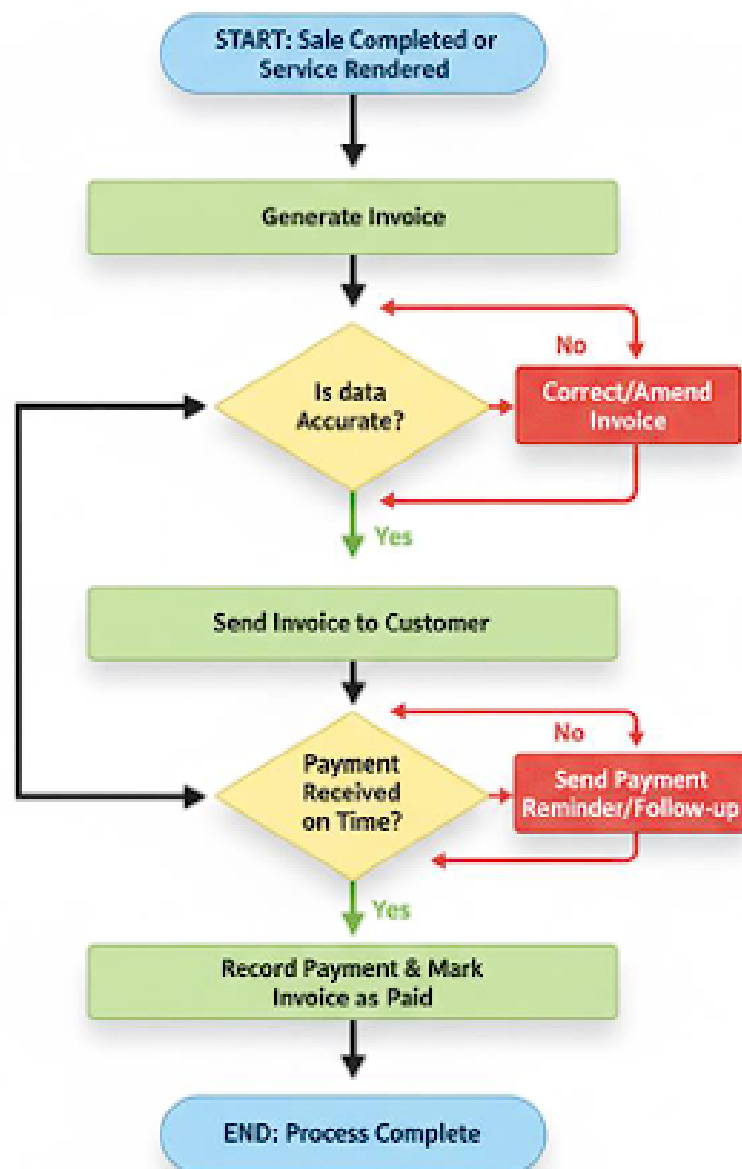 START: Sale Completed or
Service Rendered
Generate Invoice
No
Is data
Accurate?
Correct/Amend
Invoice
Yes
Send Invoice to Customer
No
Payment
Received
on Time?
Send Payment
Reminder/Follow-up
Yes
Record Payment & Mark
Invoice as Paid
END: Process Complete